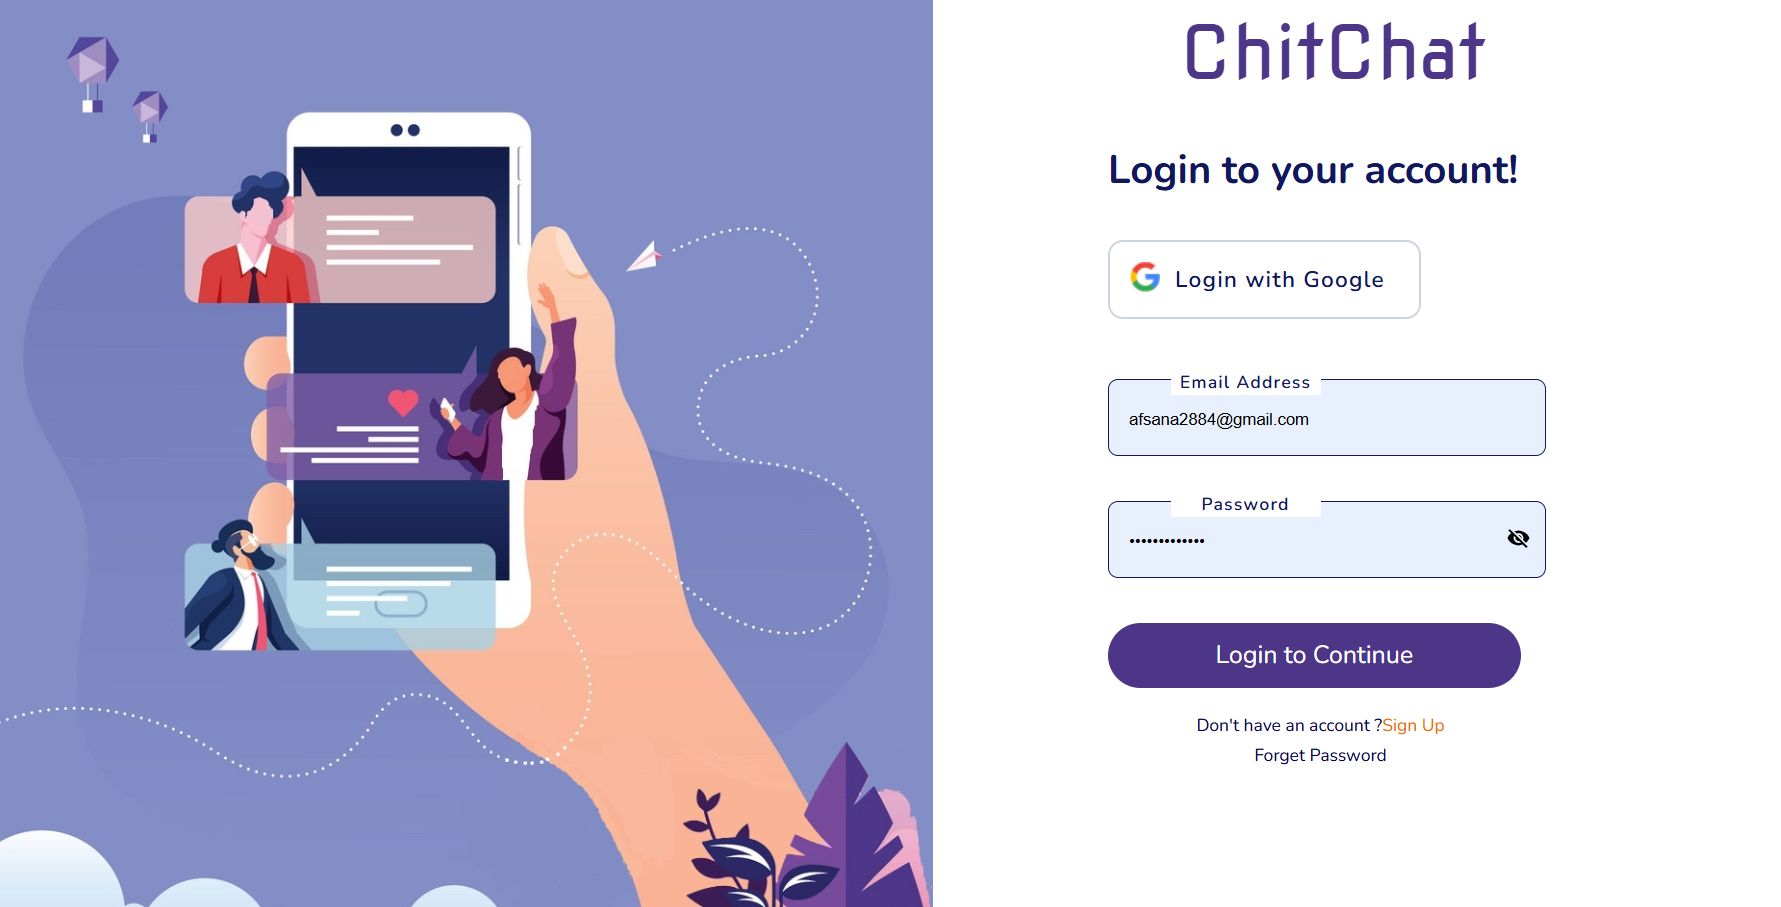 ChitChat
Login to your account!
Login with Google
Email Address
afsana2884@gmail.com
Password
•••••••••••••
Login to Continue
Don't have an account ?Sign Up
Forget Password